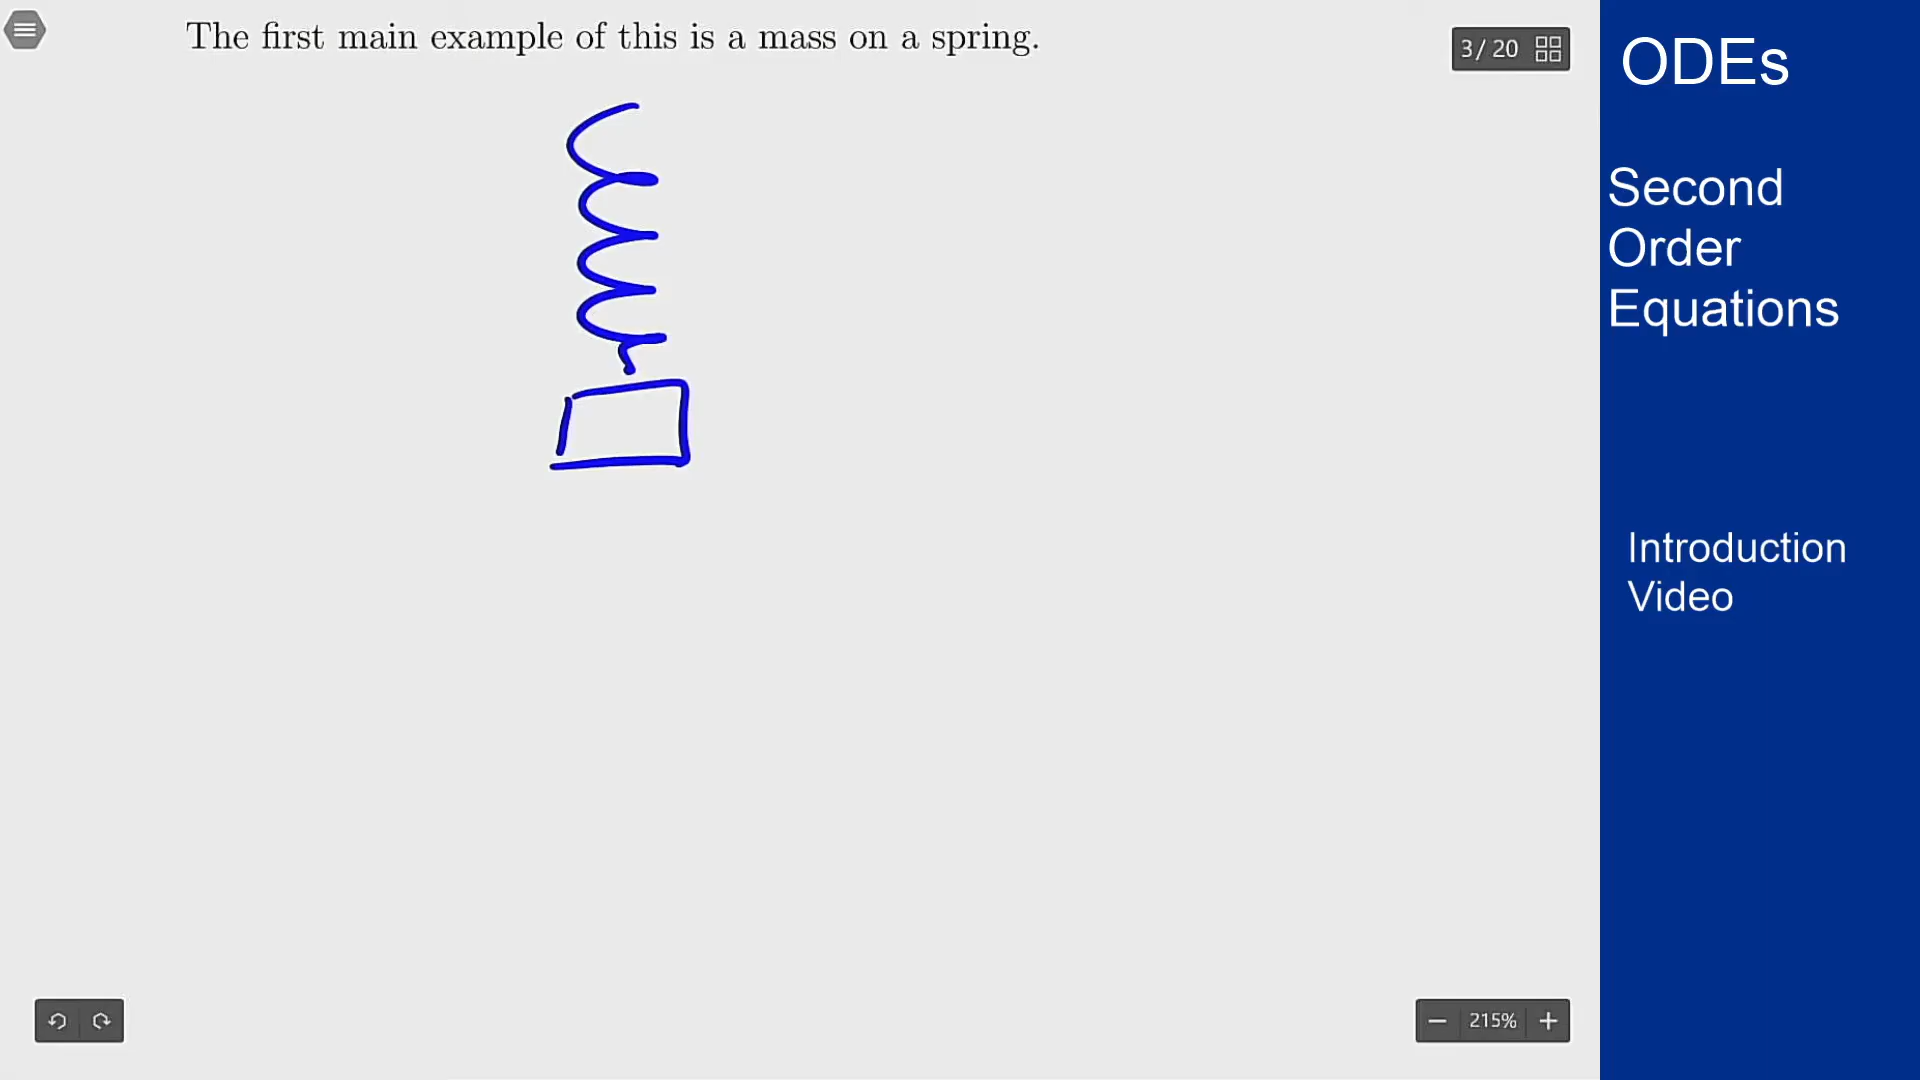 The first main example of this is a mass on a spring.
3 / 20
ODEs
Second
Order
Equations
Introduction
Video
215%